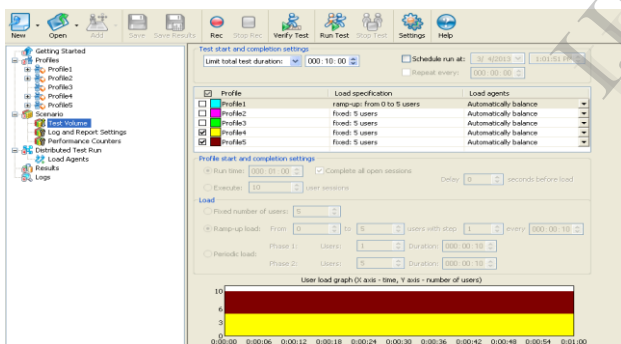 New Open Add Save Save Results Rec Stop Rec Verify Test Run Test Stop Test Settings Help
Getting Started
Profiles
Profile1
Profile2
Profile3
Profile4
Profile5
Scenario
Test Volume
Log and Report Settings
Performance Counters
Distributed Test Run
Load Agents
Results
Logs
Test start and completion settings
Limit total test duration: 000:10:00 Schedule run at: 3/ 4/2013 1:01:51 PM
Repeat every: 000:00:00
Profile Load specification Load agents
Profile1 ramp-up: from 0 to 5 users Automatically balance
Profile2 fixed: 5 users Automatically balance
Profile3 fixed: 5 users Automatically balance
Profile4 fixed: 5 users Automatically balance
Profile5 fixed: 5 users Automatically balance
Profile start and completion settings
Run time: 000:01:00 Complete all open sessions
Delay 0 seconds before load
Execute: 10 user sessions
Load
Fixed number of users: 5
Ramp-up load: From 0 to 5 users with step 1 every 000:00:10
Phase 1: Users: 1 Duration: 000:00:10
Periodic load:
Phase 2: Users: 5 Duration: 000:00:10
User load graph (X axis - time, Y axis - number of users)
10
6
3
0
0:00:00 0:00:06 0:00:12 0:00:18 0:00:24 0:00:30 0:00:36 0:00:42 0:00:48 0:00:54 0:01:00